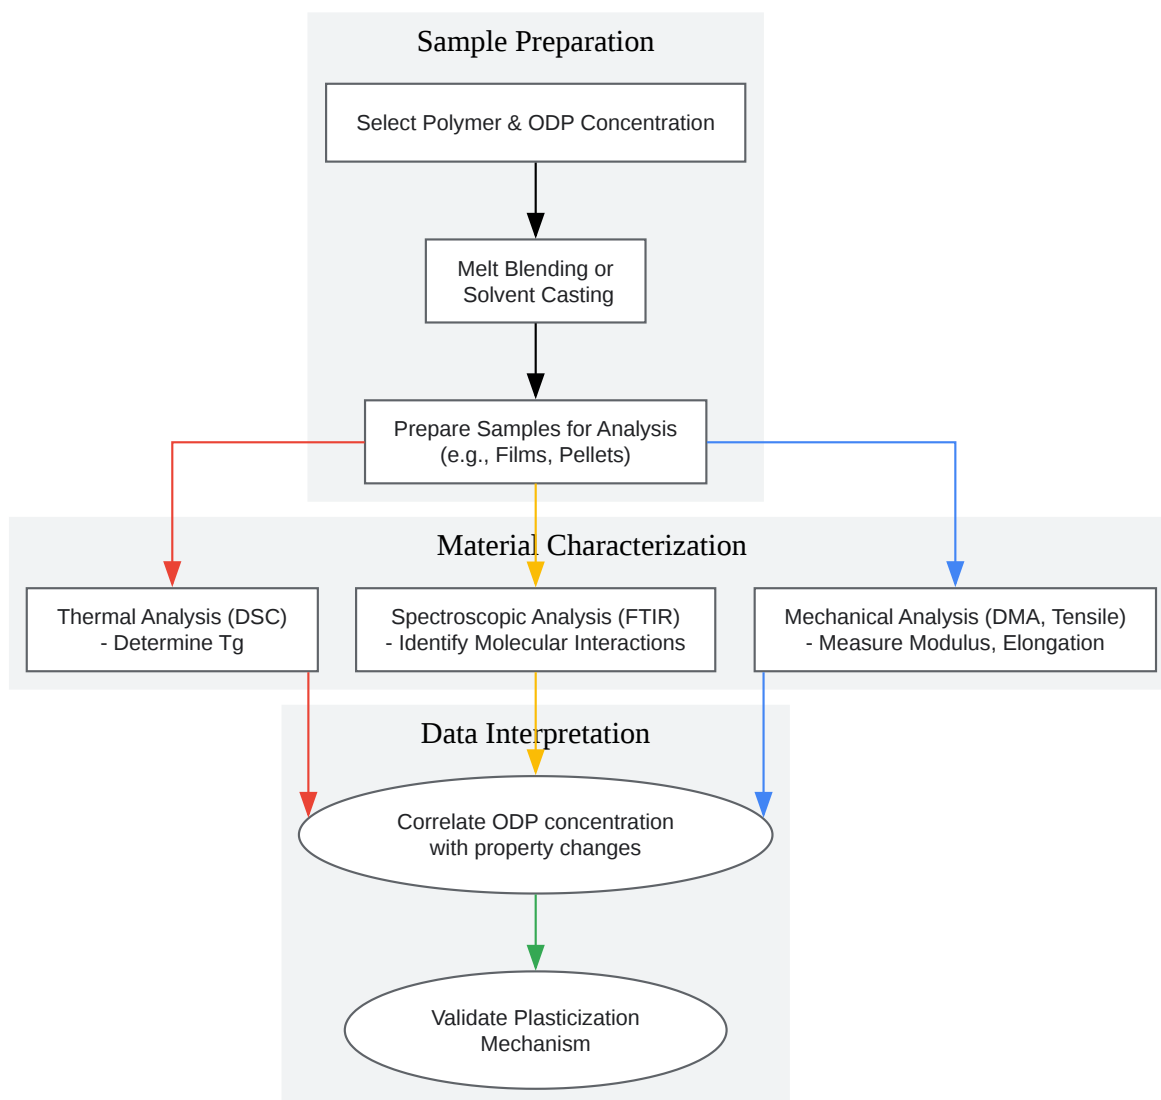 Sample Preparation
Select Polymer & ODP Concentration
Melt Blending or
Solvent Casting
Prepare Samples for Analysis
(e.g., Films, Pellets)
Material Characterization
Thermal Analysis (DSC)
- Determine Tg
Spectroscopic Analysis (FTIR)
- Identify Molecular Interactions
Mechanical Analysis (DMA, Tensile)
- Measure Modulus, Elongation
Data Interpretation
Correlate ODP concentration
with property changes
Validate Plasticization
Mechanism